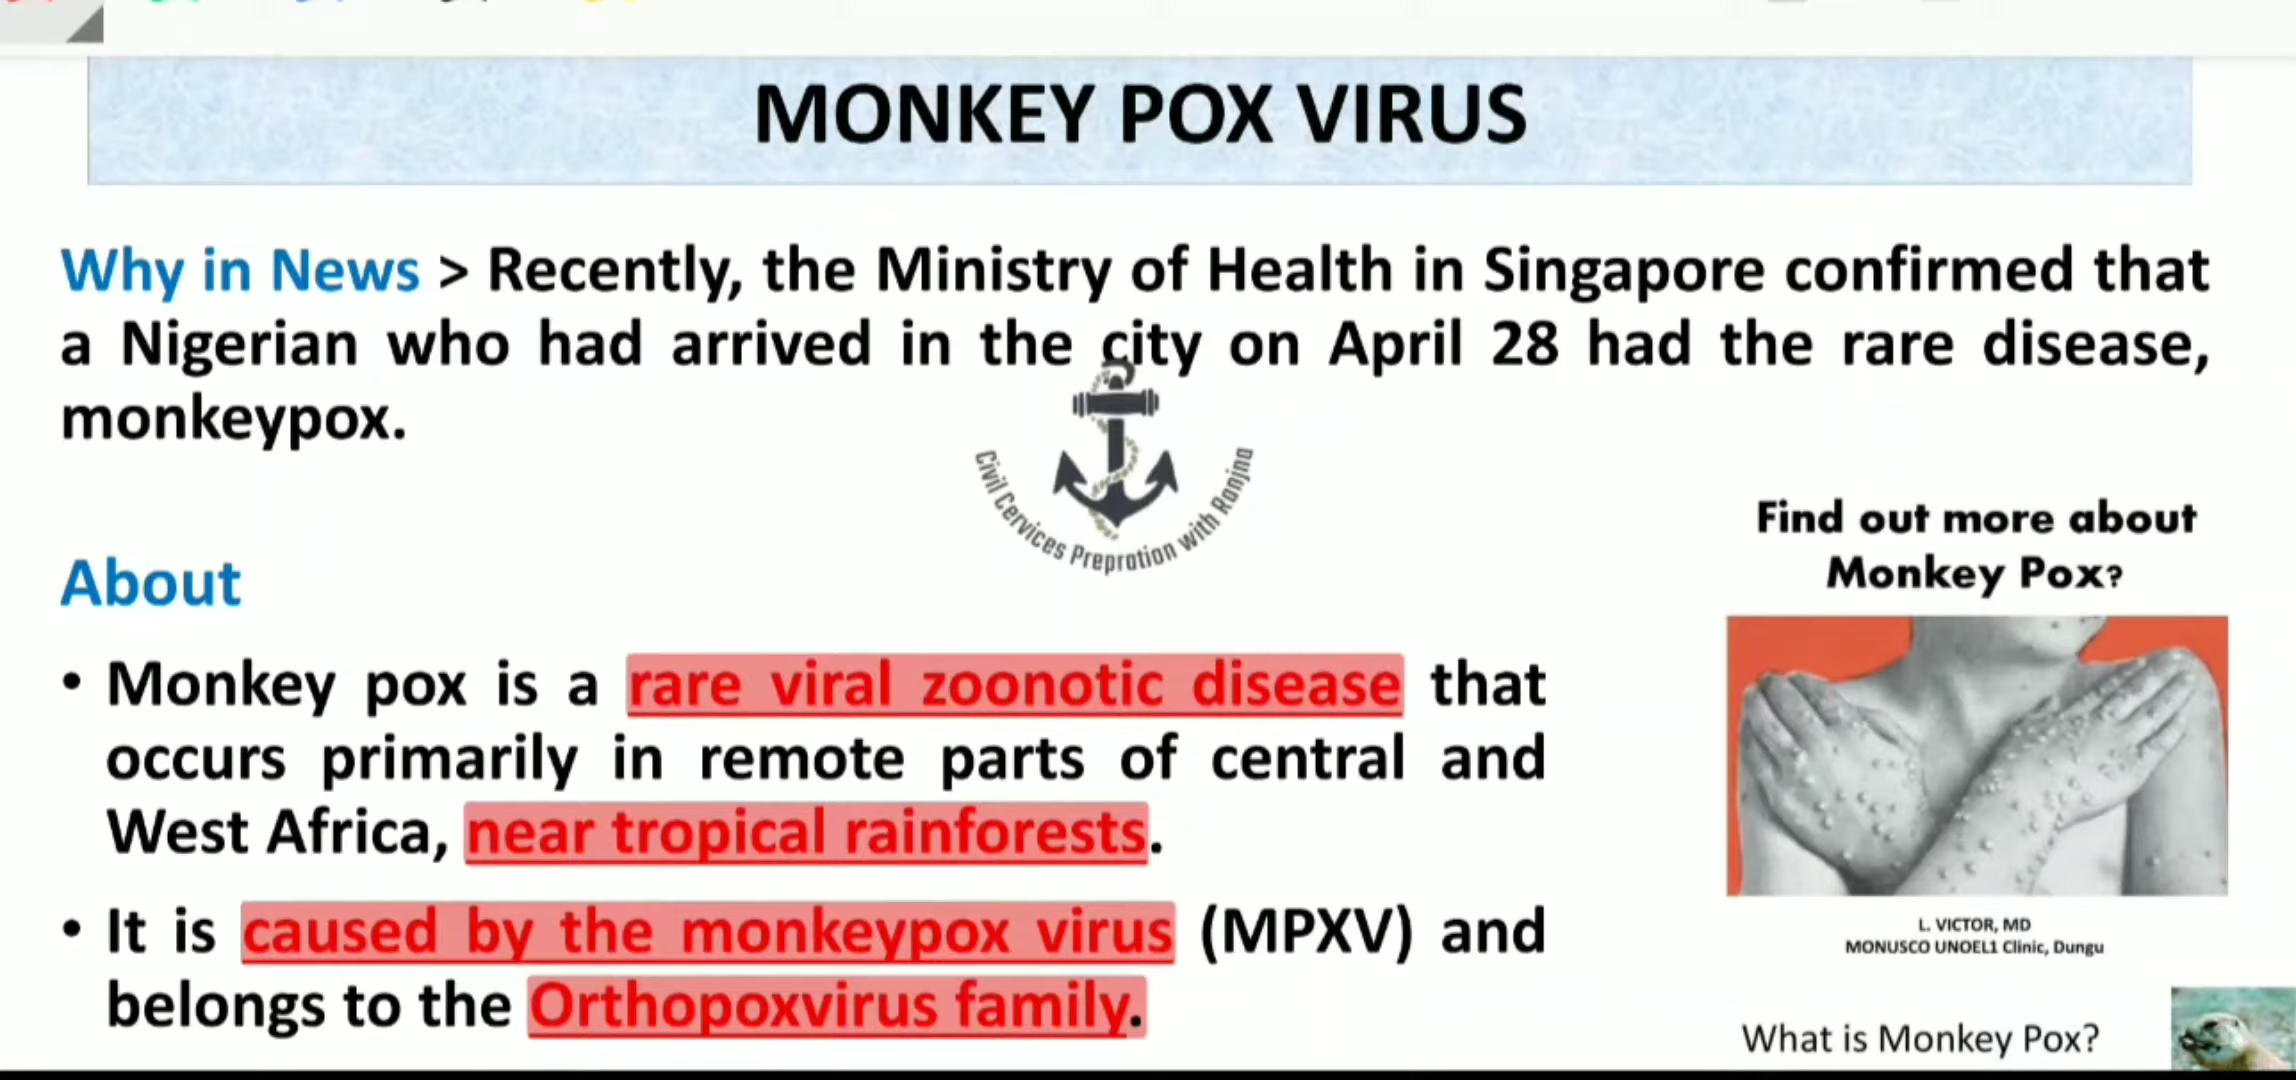 MONKEY POX VIRUS
Why in News > Recently, the Ministry of Health in Singapore confirmed that
a Nigerian who had arrived in the city on April 28 had the rare disease,
monkeypox.
Civil Cervices Prepration with Ranjna
Find out more about
Monkey Pox?
About
• Monkey pox is a rare viral zoonotic disease that
occurs primarily in remote parts of central and
West Africa, near tropical rainforests.
• It is caused by the monkeypox virus (MPXV) and
belongs to the Orthopoxvirus family.
L. VICTOR, MD
MONUSCO UNOEL1 Clinic, Dungu
What is Monkey Pox?